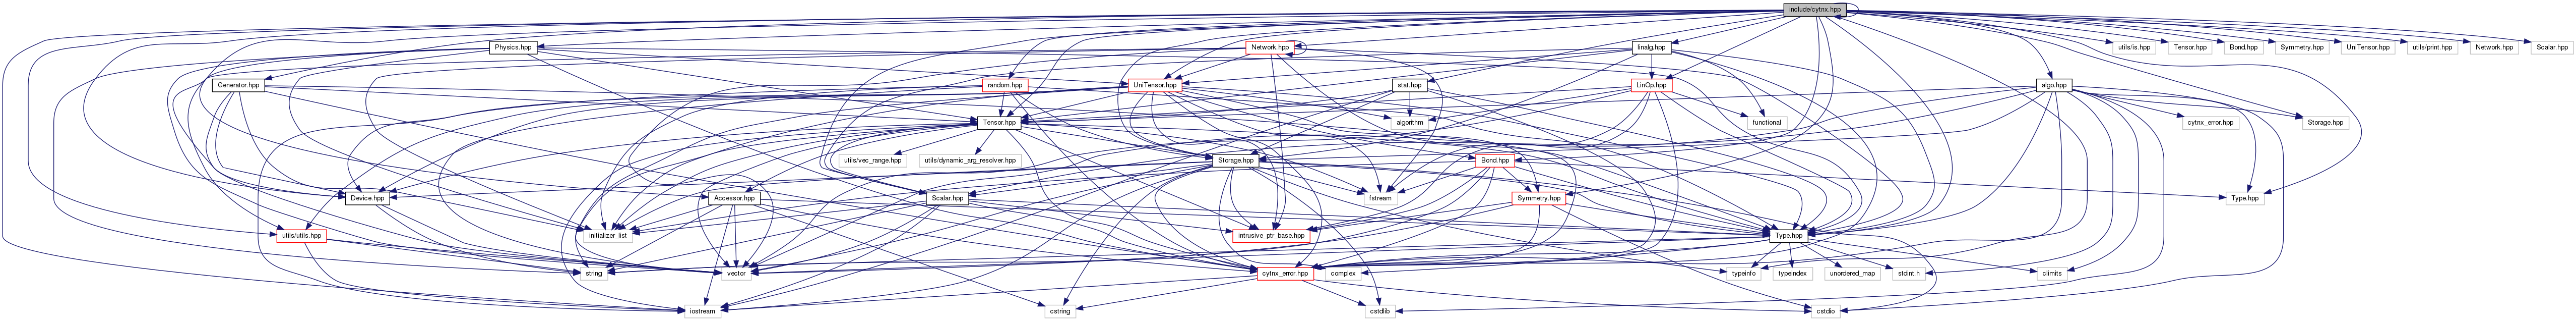 include/cytnx.hpp
Physics.hpp
Network.hpp
linalg.hpp
utils/is.hpp
Tensor.hpp
Bond.hpp
Symmetry.hpp
UniTensor.hpp
utils/print.hpp
Network.hpp
Scalar.hpp
Generator.hpp
random.hpp
UniTensor.hpp
stat.hpp
LinOp.hpp
algo.hpp
Tensor.hpp
algorithm
functional
cytnx_error.hpp
Storage.hpp
utils/vec_range.hpp
utils/dynamic_arg_resolver.hpp
Storage.hpp
Bond.hpp
Device.hpp
Accessor.hpp
Scalar.hpp
fstream
Symmetry.hpp
Type.hpp
utils/utils.hpp
initializer_list
intrusive_ptr_base.hpp
Type.hpp
string
vector
cytnx_error.hpp
complex
typeinfo
typeindex
unordered_map
stdint.h
climits
iostream
cstring
cstdlib
cstdio